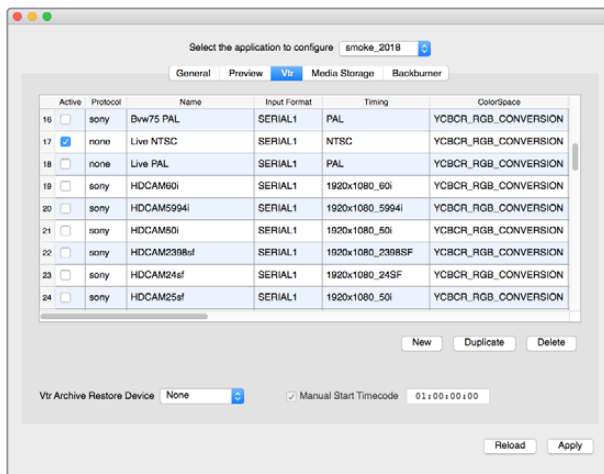 Select the application to configure smoke_2018
General Preview Vtr Media Storage Backburner
Active Protocol Name Input Format Timing ColorSpace
16 sony Bvw75 PAL SERIAL1 PAL YCBCR_RGB_CONVERSION
17 none Live NTSC SERIAL1 NTSC YCBCR_RGB_CONVERSION
18 none Live PAL SERIAL1 PAL YCBCR_RGB_CONVERSION
19 sony HDCAM60i SERIAL1 1920x1080_60i YCBCR_RGB_CONVERSION
20 sony HDCAM5994i SERIAL1 1920x1080_5994i YCBCR_RGB_CONVERSION
21 sony HDCAM50i SERIAL1 1920x1080_50i YCBCR_RGB_CONVERSION
22 sony HDCAM2398sf SERIAL1 1920x1080_2398SF YCBCR_RGB_CONVERSION
23 sony HDCAM24sf SERIAL1 1920x1080_24SF YCBCR_RGB_CONVERSION
24 sony HDCAM25sf SERIAL1 1920x1080_50i YCBCR_RGB_CONVERSION
New Duplicate Delete
Vtr Archive Restore Device None Manual Start Timecode 01:00:00:00
Reload Apply